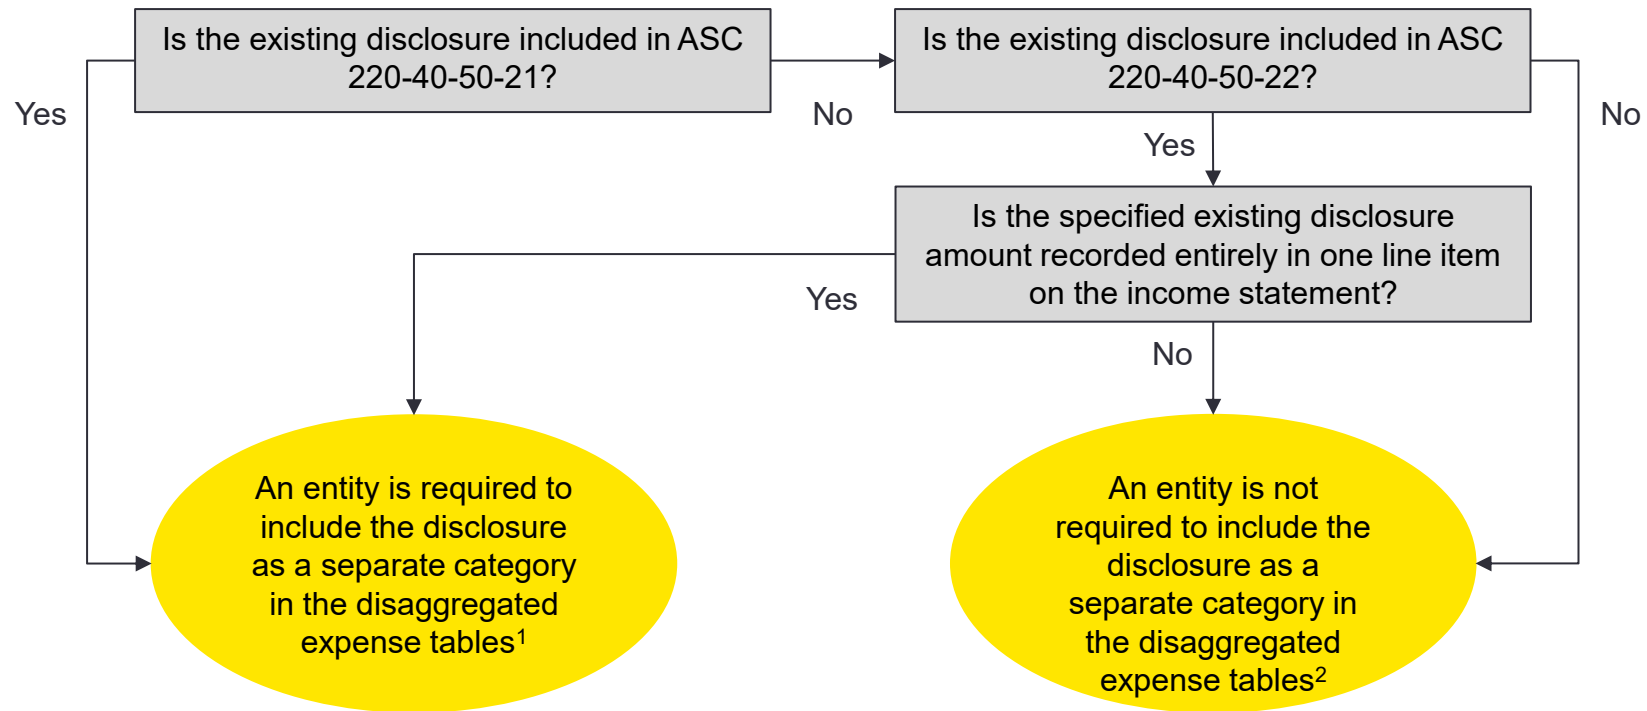 Is the existing disclosure included in ASC
220-40-50-21?
Is the existing disclosure included in ASC
220-40-50-22?
Yes
No
No
Yes
Is the specified existing disclosure
amount recorded entirely in one line item
on the income statement?
Yes
No
An entity is required to
include the disclosure
as a separate category
in the disaggregated
expense tables¹
An entity is not
required to include the
disclosure as a
separate category in
the disaggregated
expense tables²